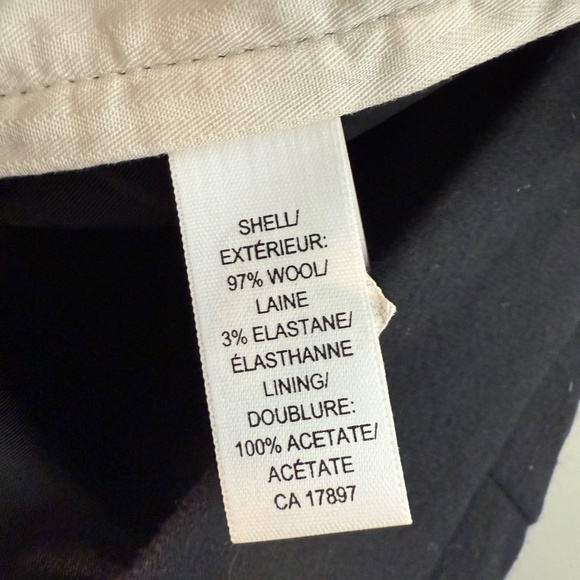 SHELL/
EXTÉRIEUR:
97% WOOL/
LAINE
3% ELASTANE/
ÉLASTHANNE
LINING/
DOUBLURE:
100% ACETATE/
ACÉTATE
CA 17897